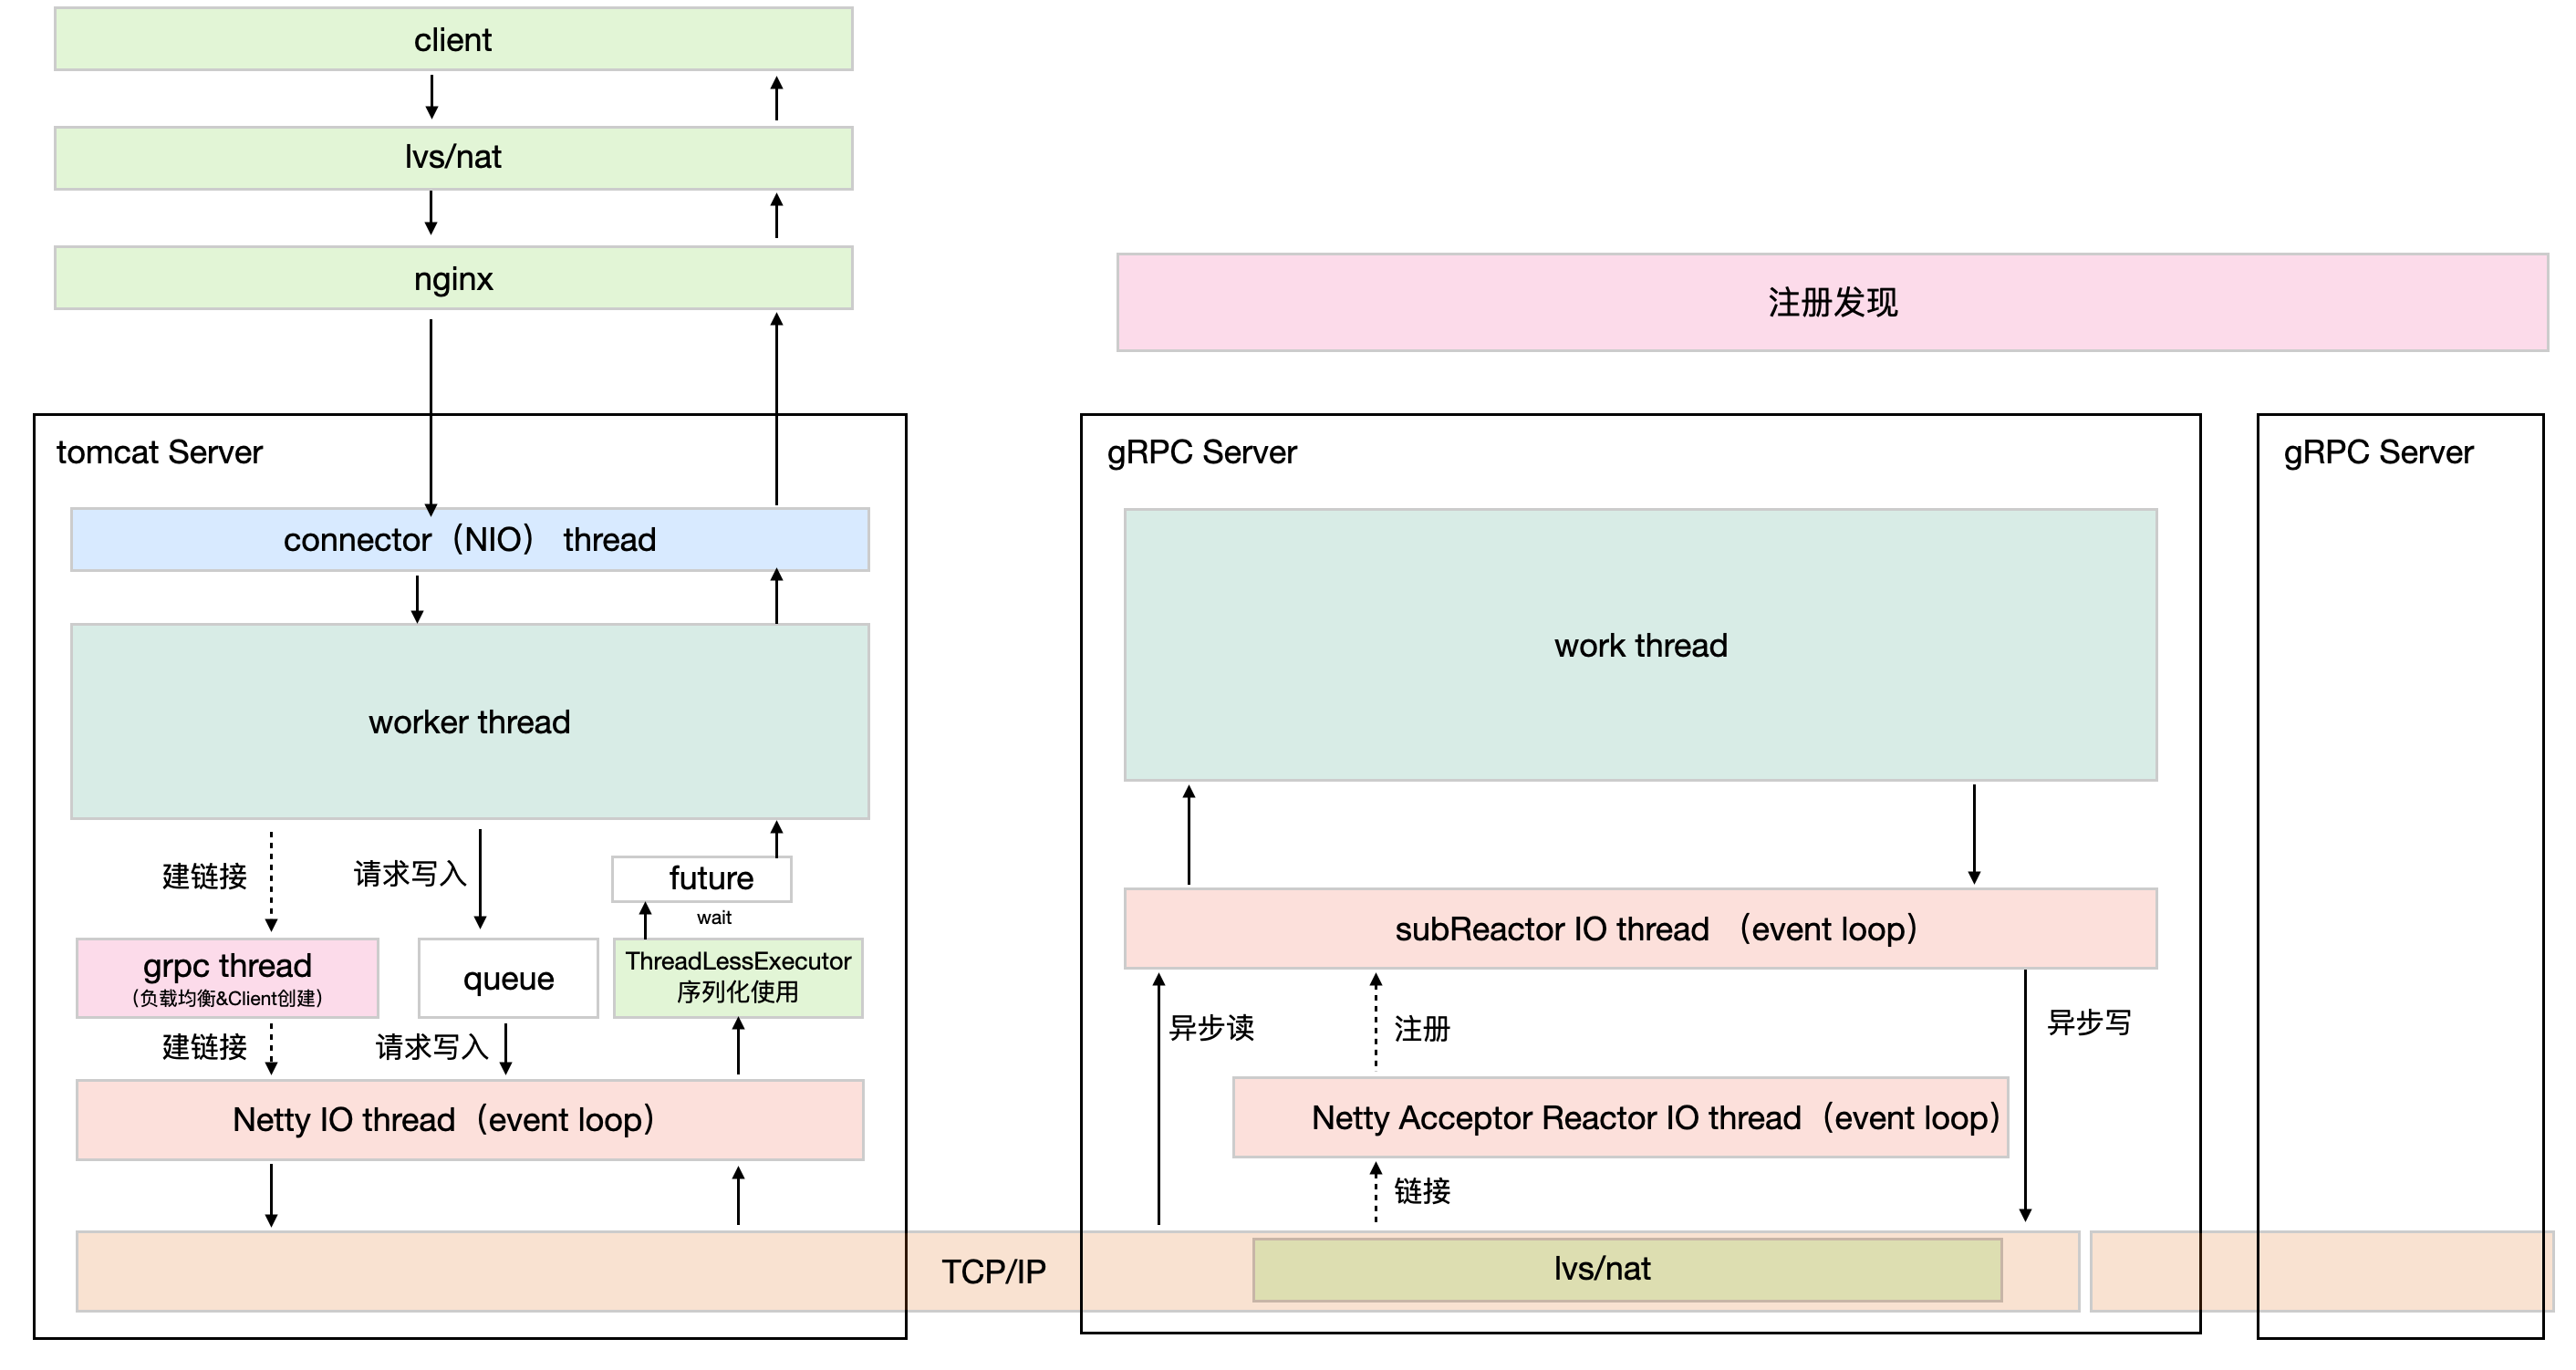 client
lvs/nat
nginx
注册发现
tomcat Server
connector（NIO） thread
worker thread
建链接
请求写入
future
wait
grpc thread
（负载均衡&Client创建）
queue
ThreadLessExecutor
序列化使用
建链接
请求写入
Netty IO thread（event loop）
TCP/IP
gRPC Server
work thread
subReactor IO thread （event loop）
异步读
注册
异步写
Netty Acceptor Reactor IO thread（event loop）
链接
lvs/nat
gRPC Server